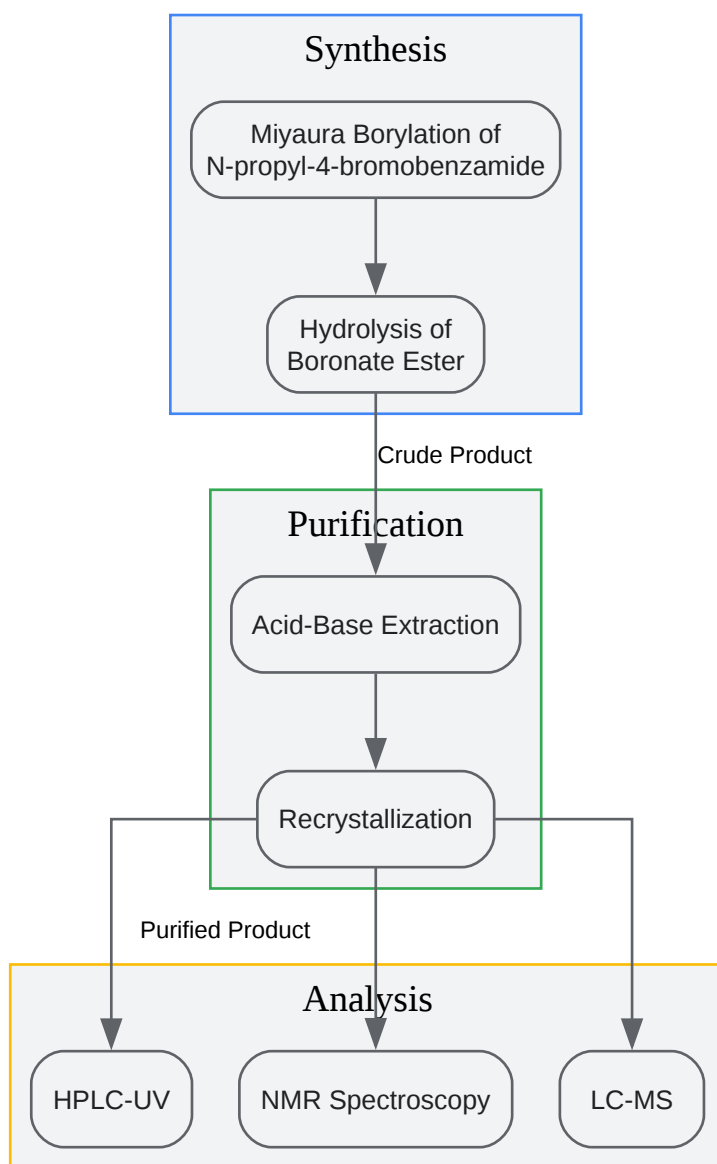 Synthesis
Miyaura Borylation of
N-propyl-4-bromobenzamide
Hydrolysis of
Boronate Ester
Crude Product
Purification
Acid-Base Extraction
Recrystallization
Purified Product
Analysis
HPLC-UV
NMR Spectroscopy
LC-MS